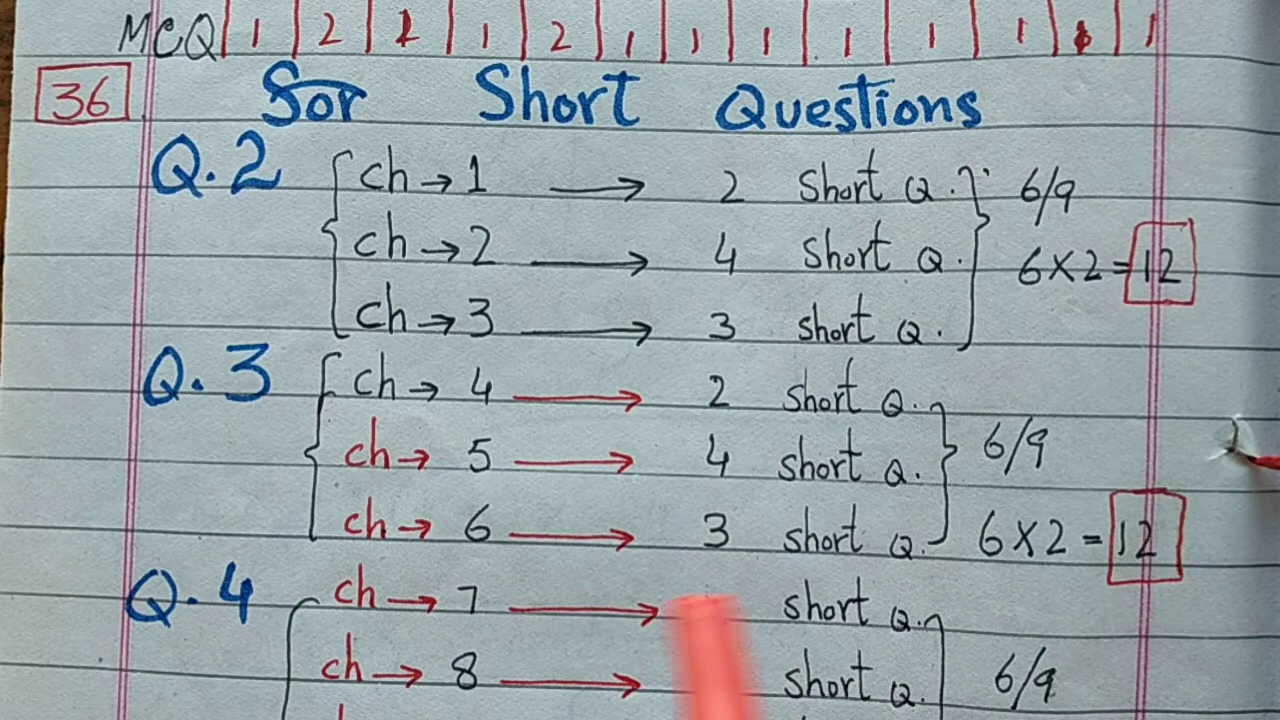 MCQ 1 2 1 1 2 1 1 1 1 1 1 1
36 For Short Questions
Q.2 ch → 1 → 2 Short Q. 6/9
ch → 2 → 4 Short Q. 6×2=12
ch → 3 → 3 short Q.
Q.3 ch → 4 → 2 short Q.
ch → 5 → 4 short Q. 6/9
ch → 6 → 3 short Q. 6×2=12
Q.4 ch → 7 → short Q.
ch → 8 → short Q. 6/9